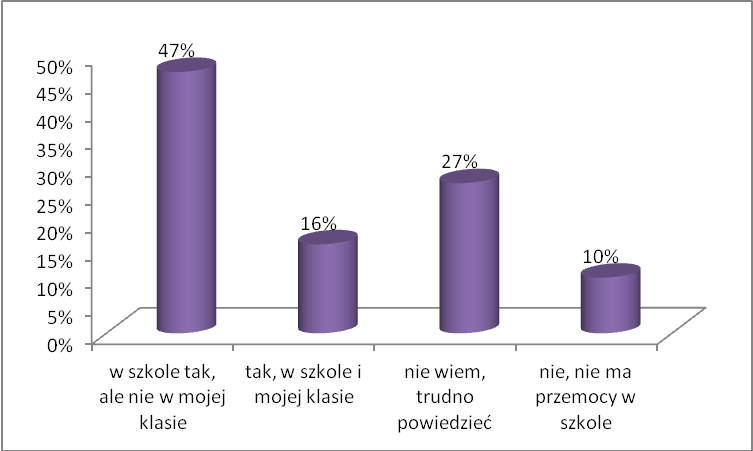 47%
50%
45%
40%
35%
30%
25%
20%
15%
10%
5%
0%
16%
27%
10%
w szkole tak,
ale nie w mojej
klasie
tak, w szkole i
mojej klasie
nie wiem,
trudno
powiedzieć
nie, nie ma
przemocy w
szkole